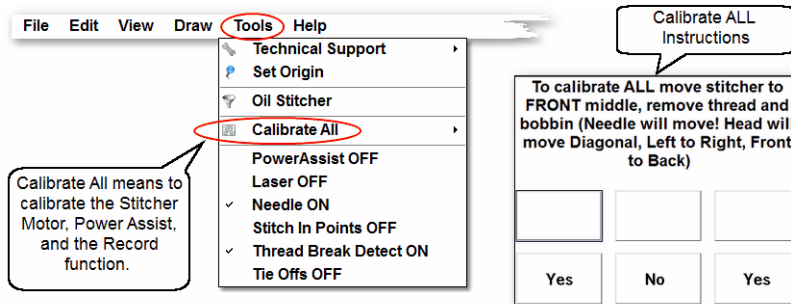 File Edit View Draw Tools Help
Technical Support
Set Origin
Oil Stitcher
Calibrate All
PowerAssist OFF
Laser OFF
Needle ON
Stitch In Points OFF
Thread Break Detect ON
Tie Offs OFF
Calibrate All means to
calibrate the Stitcher
Motor, Power Assist,
and the Record
function.
Calibrate ALL
Instructions
To calibrate ALL move stitcher to
FRONT middle, remove thread and
bobbin (Needle will move! Head will
move Diagonal, Left to Right, Front
to Back)
Yes No Yes